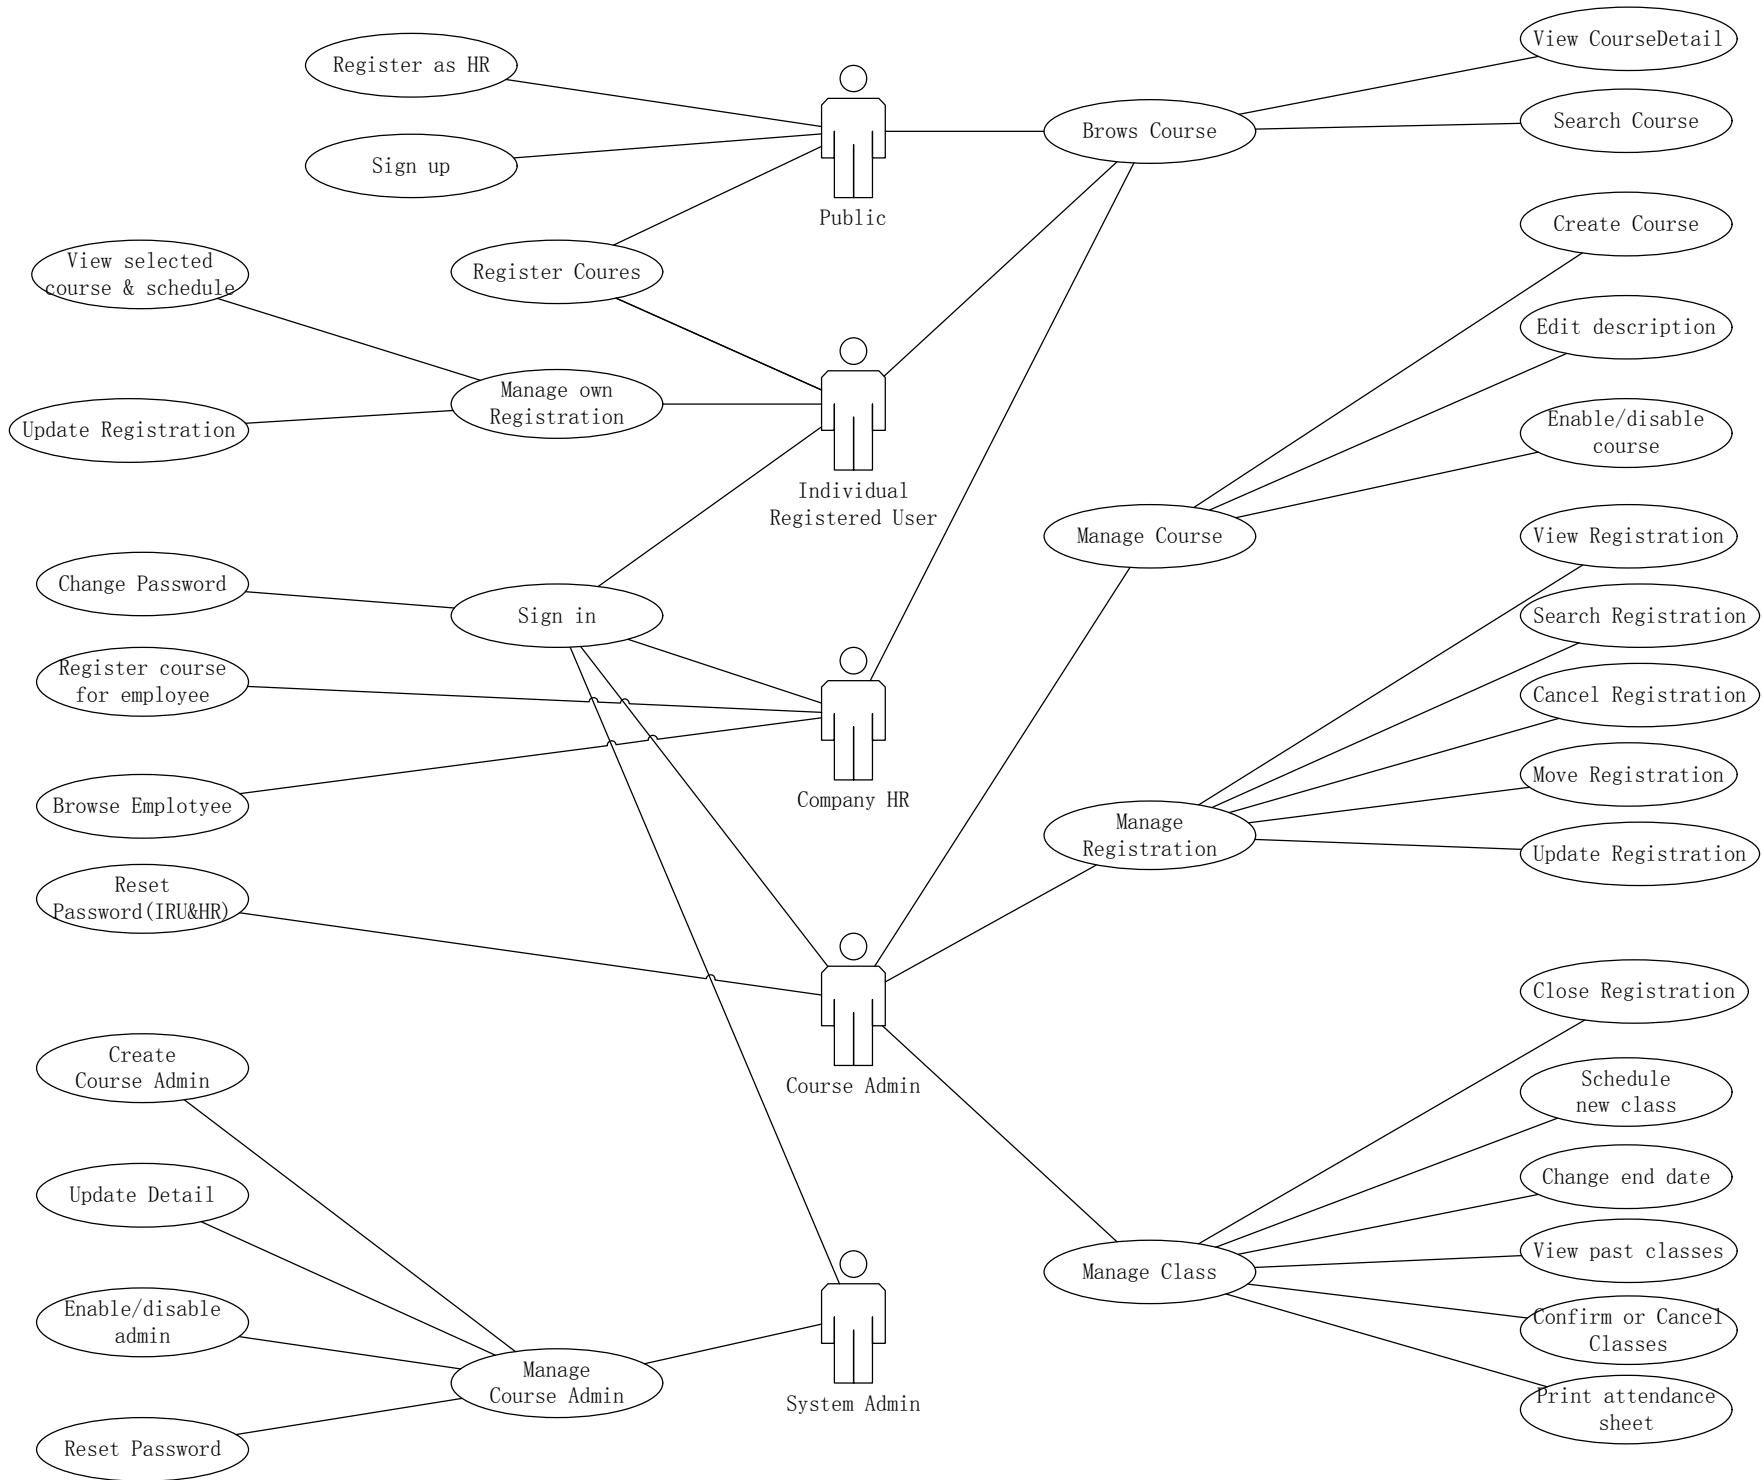 View CourseDetail
Register as HR
Search Course
Brows Course
Sign up
Public
Create Course
View selected
course & schedule
Register Coures
Edit description
Manage own
Registration
Update Registration
Enable/disable
course
Individual
Registered User
Manage Course
View Registration
Change Password
Sign in
Search Registration
Register course
for employee
Cancel Registration
Move Registration
Browse Emplotyee
Company HR
Manage
Registration
Update Registration
Reset
Password(IRU&HR)
Close Registration
Create
Course Admin
Course Admin
Schedule
new class
Update Detail
Change end date
View past classes
Manage Class
Enable/disable
admin
Confirm or Cancel
Classes
Manage
Course Admin
System Admin
Print attendance
sheet
Reset Password